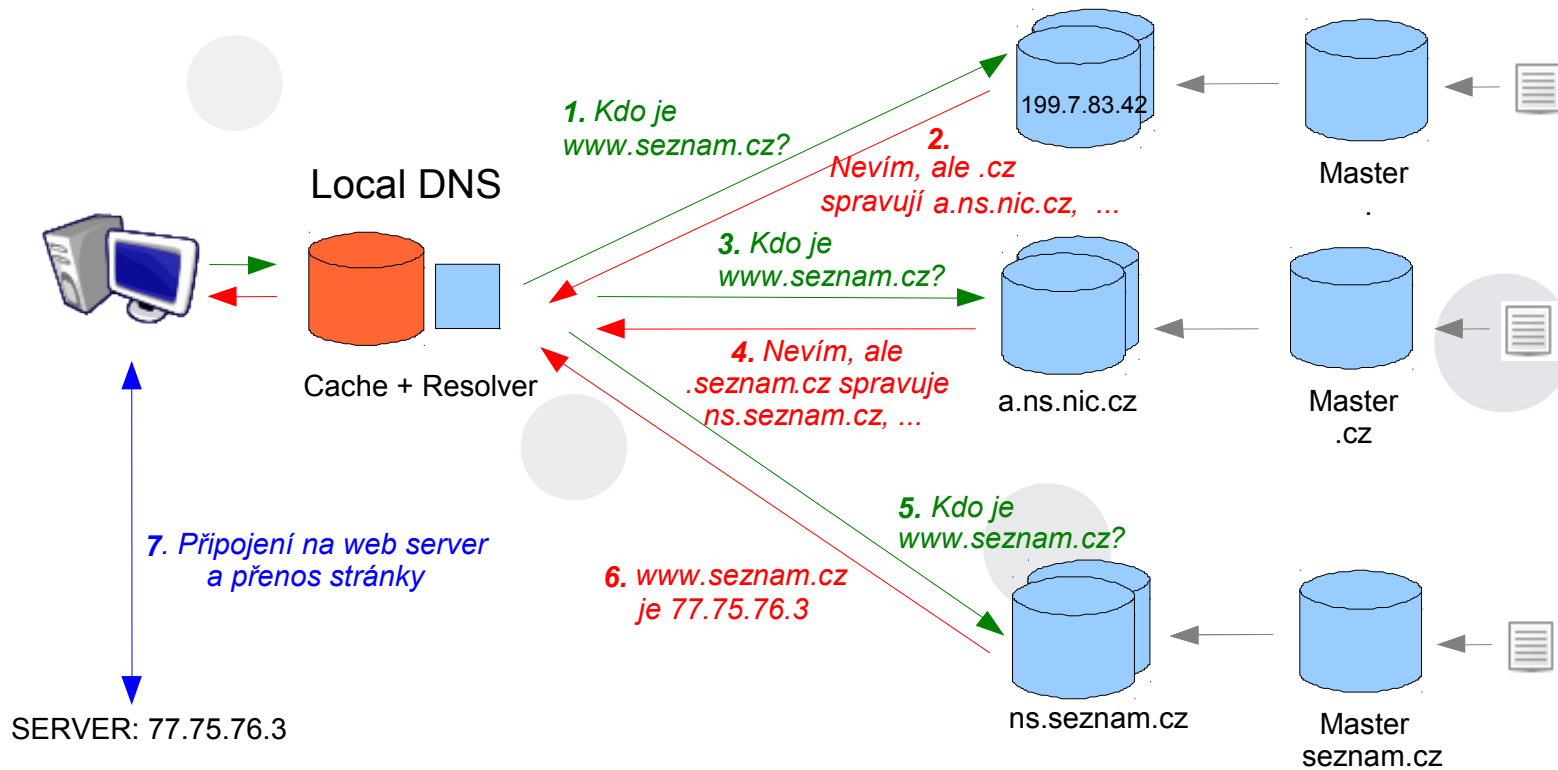 1. Kdo je
www.seznam.cz?
199.7.83.42
2.
Nevím, ale .cz
spravují a.ns.nic.cz, ...
Master
.
Local DNS
3. Kdo je
www.seznam.cz?
Cache + Resolver
4. Nevím, ale
.seznam.cz spravuje
ns.seznam.cz, ...
a.ns.nic.cz
Master
.cz
5. Kdo je
www.seznam.cz?
7. Připojení na web server
a přenos stránky
6. www.seznam.cz
je 77.75.76.3
ns.seznam.cz
Master
seznam.cz
SERVER: 77.75.76.3